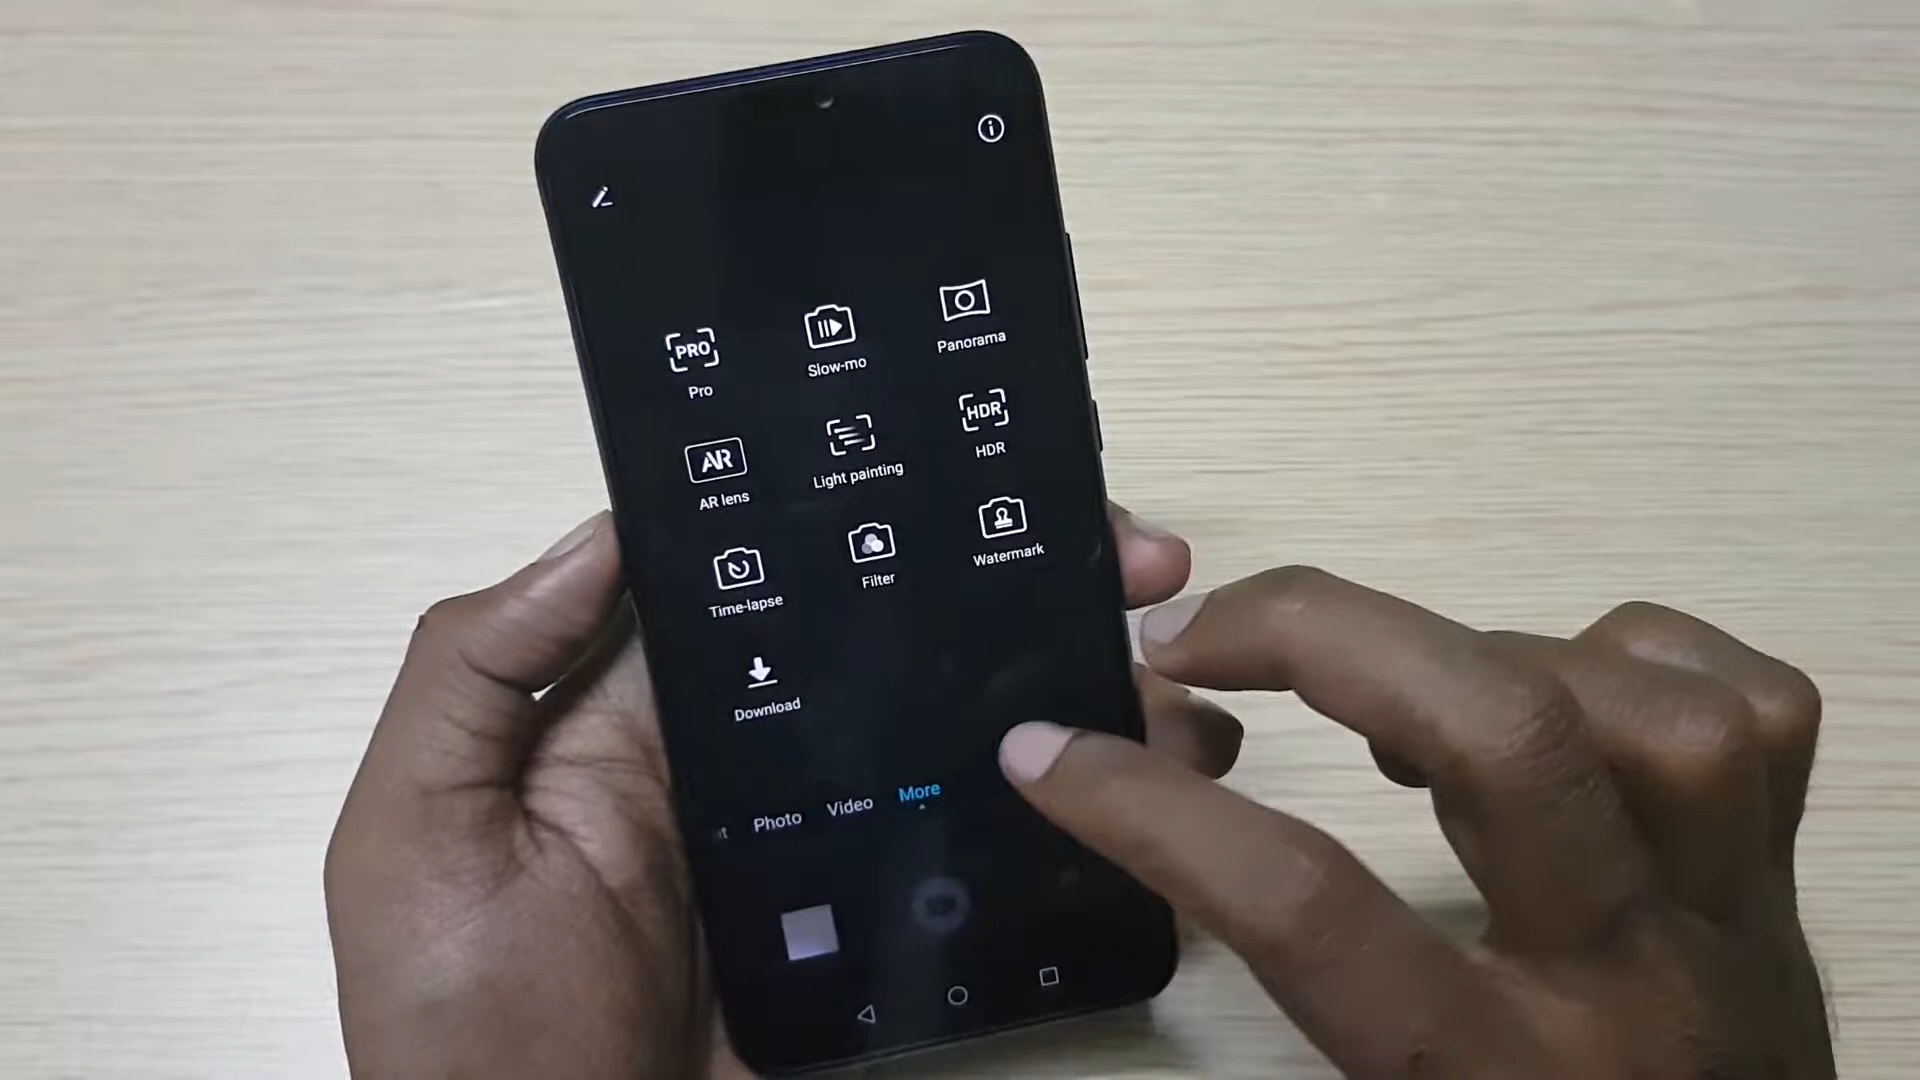 PRO
Pro
Slow-mo
Panorama
AR
AR lens
Light painting
HDR
HDR
Time-lapse
Filter
Watermark
Download
Photo
Video
More